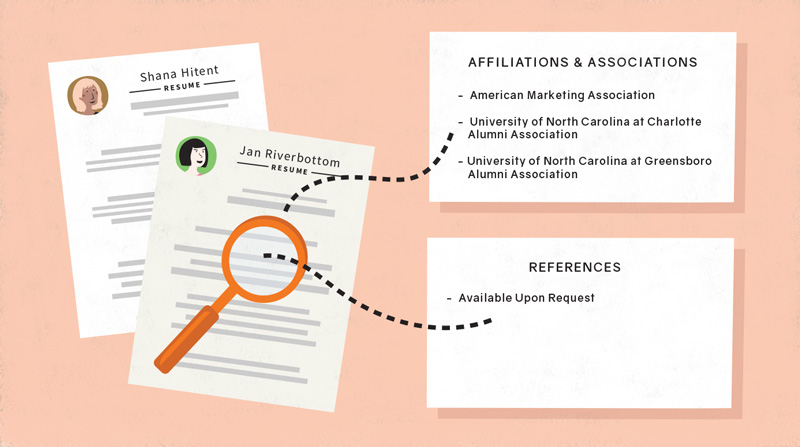 Shana Hitent
RESUME
Jan Riverbottom
RESUME
AFFILIATIONS & ASSOCIATIONS
- American Marketing Association
- University of North Carolina at Charlotte
Alumni Association
- University of North Carolina at Greensboro
Alumni Association
REFERENCES
- Available Upon Request